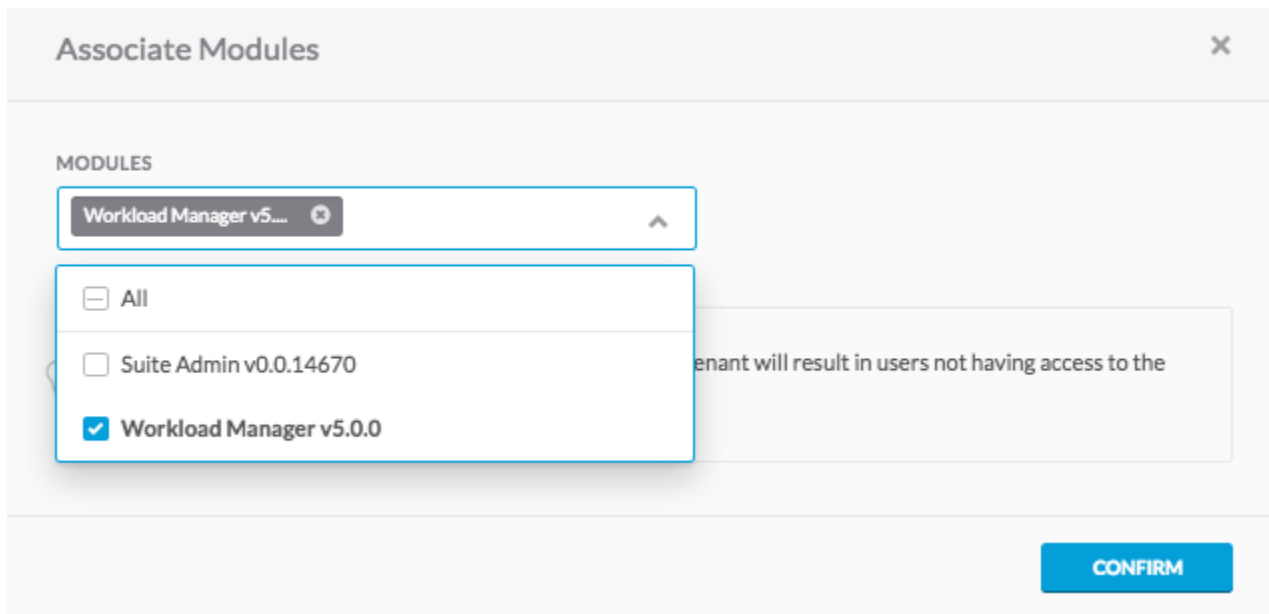 Associate Modules
MODULES
Workload Manager v5....
All
Suite Admin v0.0.14670
enant will result in users not having access to the
Workload Manager v5.0.0
CONFIRM